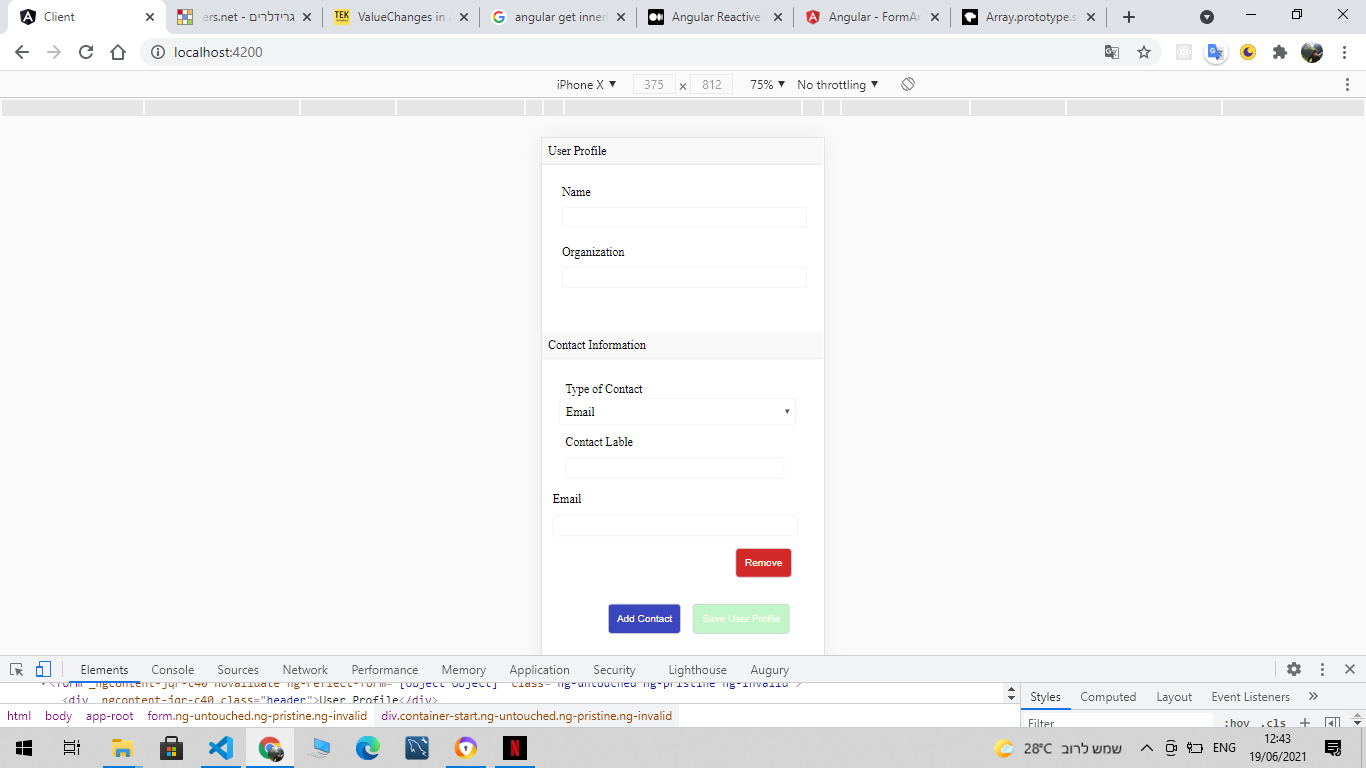 Client
ers.net - גרידלרים
TEK
ValueChanges in
angular get inner
Angular Reactive
Angular - FormAr
Array.prototype.s
localhost:4200
iPhone X ▼ 375 × 812 75% ▼ No throttling ▼
User Profile
Name
Organization
Contact Information
Type of Contact
Email
Contact Lable
Email
Remove
Add Contact Save User Profile
Elements Console Sources Network Performance Memory Application Security Lighthouse Augury
Styles Computed Layout Event Listeners »
<form _ngcontent-jqr-c40 novalidate ng-reflect-form="[object Object]" class="ng-untouched ng-pristine ng-invalid">
<div _ngcontent-jqr-c40 class="header">User Profile</div>
html body app-root form.ng-untouched.ng-pristine.ng-invalid div.container-start.ng-untouched.ng-pristine.ng-invalid
Filter :hov .cls +
28°C שמש לרוב
ENG
12:43
19/06/2021